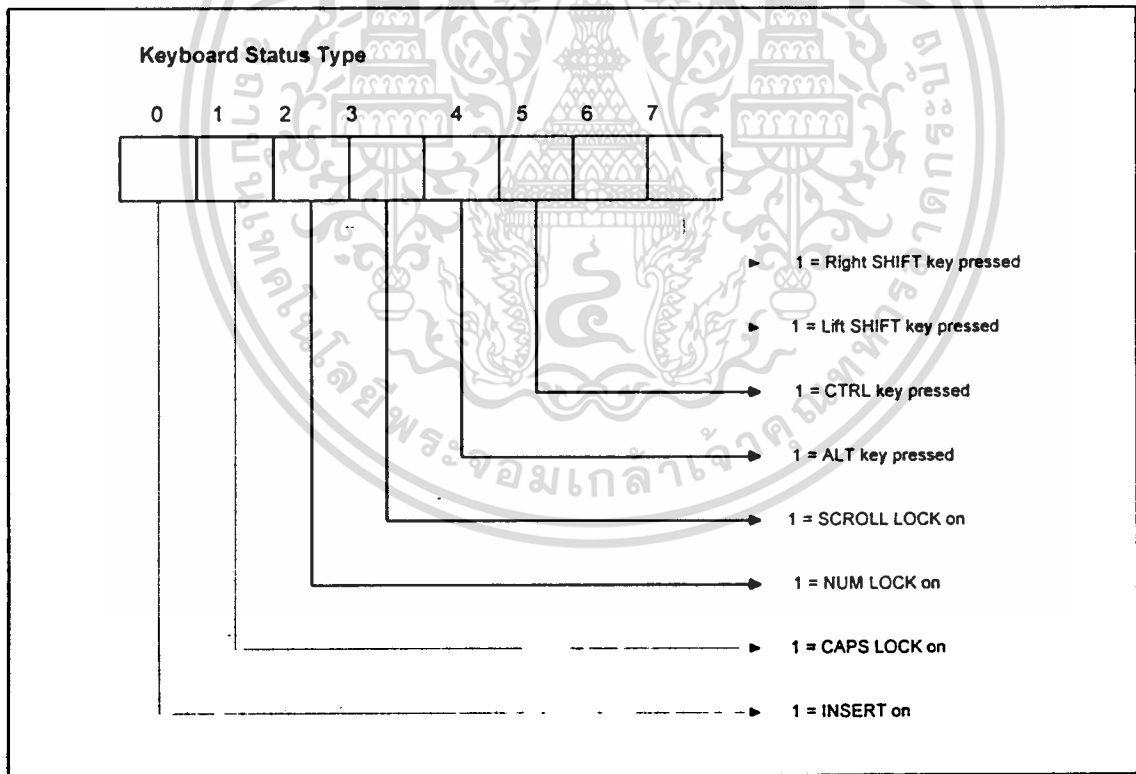 Keyboard Status Type
0 1 2 3 4 5 6 7
1 = Right SHIFT key pressed
1 = Lift SHIFT key pressed
1 = CTRL key pressed
1 = ALT key pressed
1 = SCROLL LOCK on
1 = NUM LOCK on
1 = CAPS LOCK on
1 = INSERT on